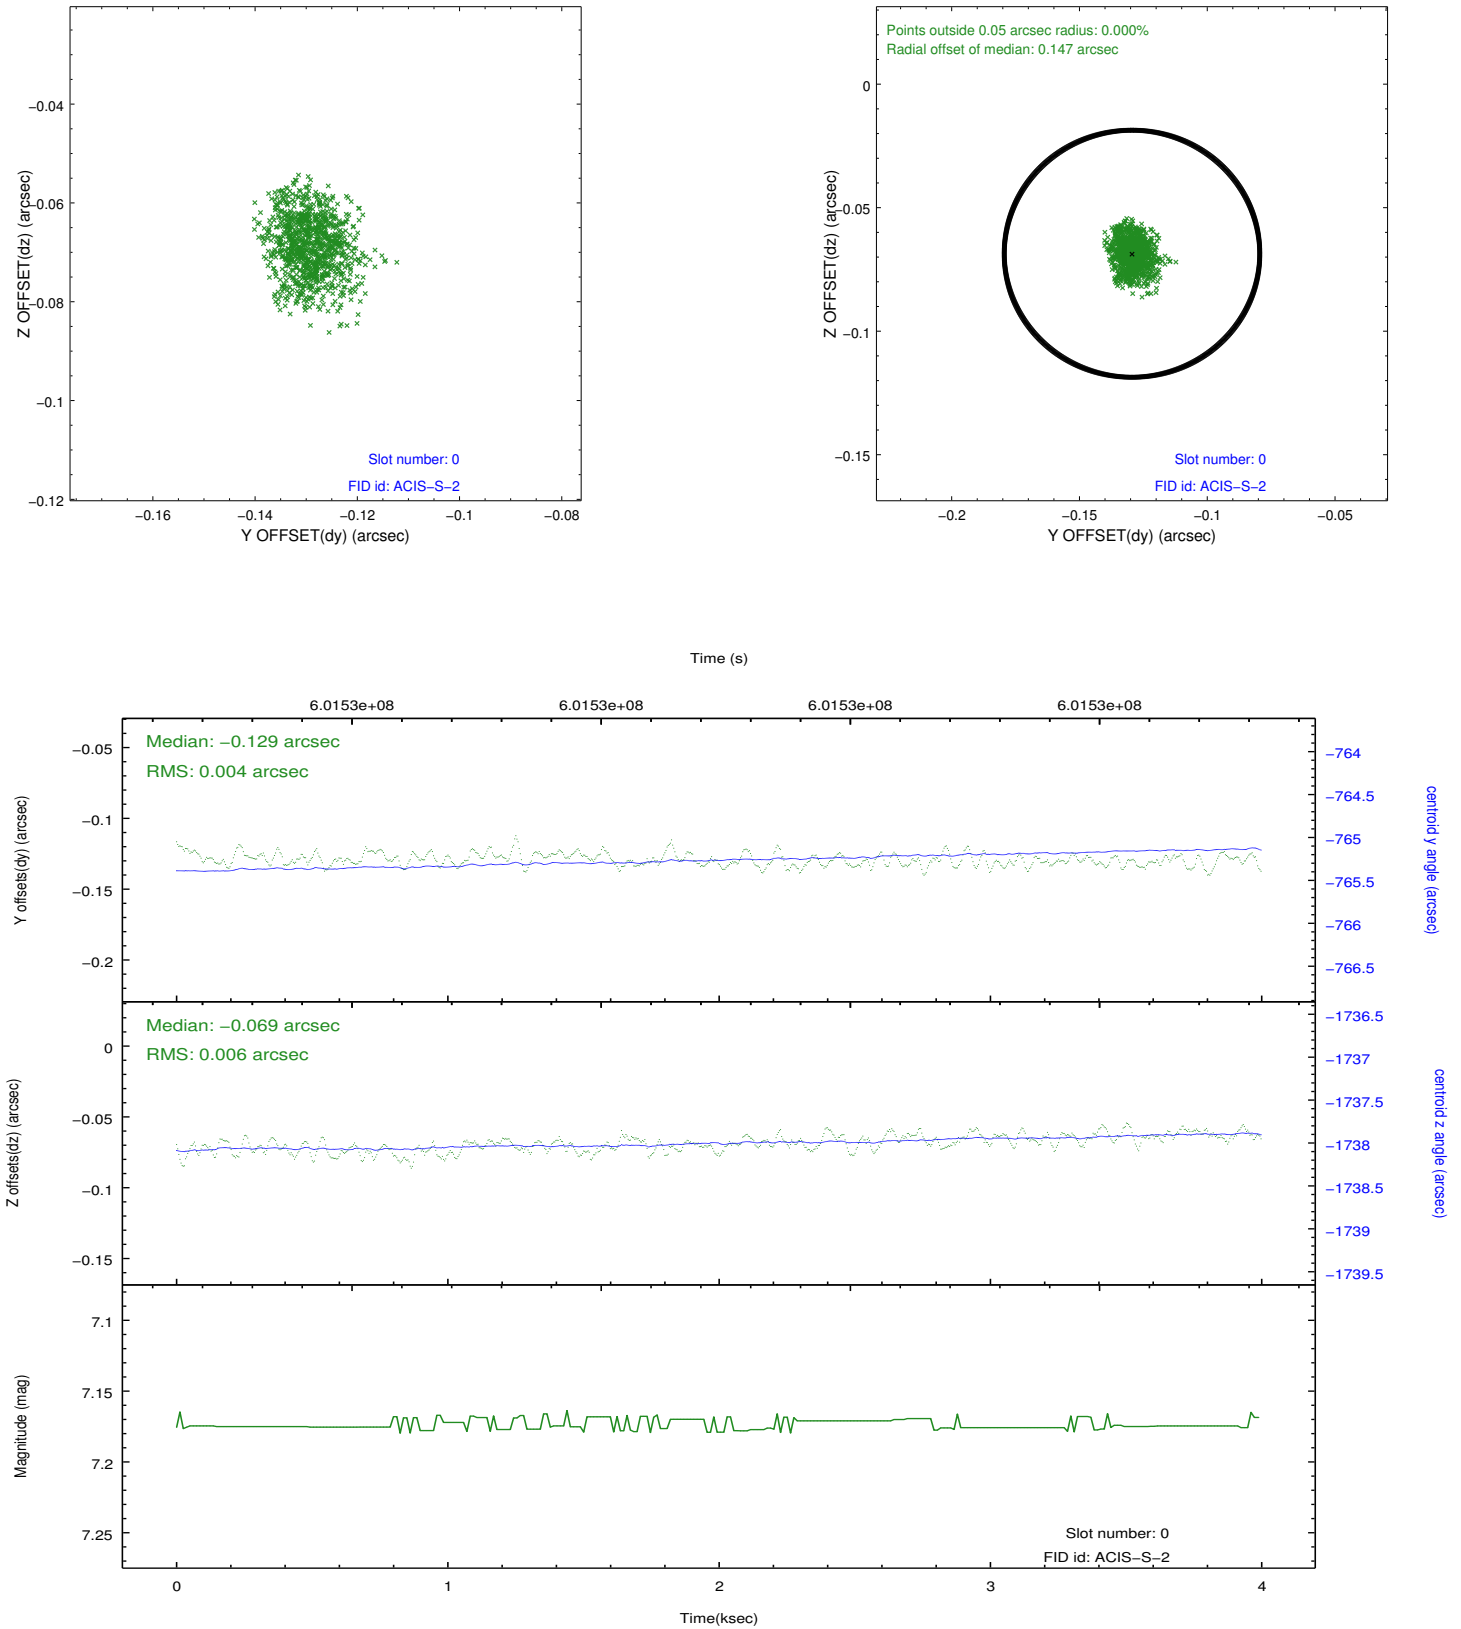 −0.04
−0.06
−0.08
−0.1
−0.12
Z OFFSET(dz) (arcsec)
Slot number: 0
FID id: ACIS−S−2
−0.16 −0.14 −0.12 −0.1 −0.08
Y OFFSET(dy) (arcsec)
Points outside 0.05 arcsec radius: 0.000%
Radial offset of median: 0.147 arcsec
0
−0.05
−0.1
−0.15
Z OFFSET(dz) (arcsec)
Slot number: 0
FID id: ACIS−S−2
−0.2 −0.15 −0.1 −0.05
Y OFFSET(dy) (arcsec)
Time (s)
6.0153e+08 6.0153e+08 6.0153e+08 6.0153e+08
Median: −0.129 arcsec
RMS: 0.004 arcsec
−0.05
−0.1
−0.15
−0.2
Y offsets(dy) (arcsec)
−764
−764.5
−765
−765.5
−766
−766.5
centroid y angle (arcsec)
Median: −0.069 arcsec
RMS: 0.006 arcsec
0
−0.05
−0.1
−0.15
Z offsets(dz) (arcsec)
−1736.5
−1737
−1737.5
−1738
−1738.5
−1739
−1739.5
centroid z angle (arcsec)
7.1
7.15
7.2
7.25
Magnitude (mag)
Slot number: 0
FID id: ACIS−S−2
0 1 2 3 4
Time(ksec)